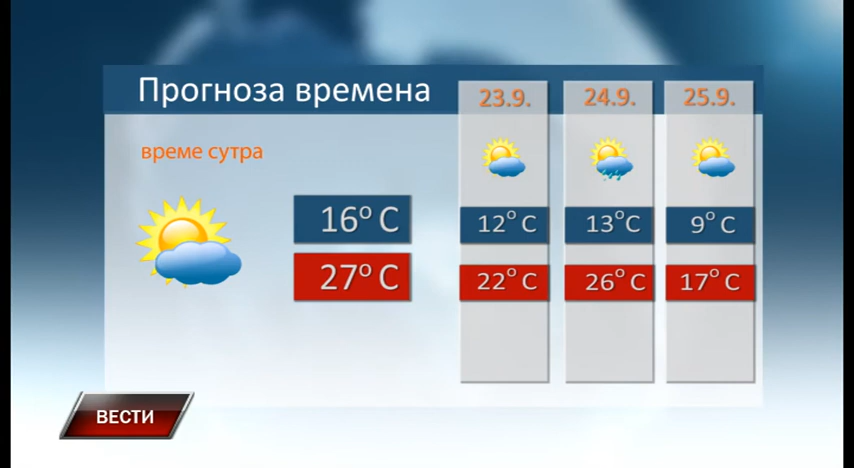 Прогноза времена
време сутра
16° C
27° C
23.9.
12° C
22° C
24.9.
13°C
26° C
25.9.
9° C
17° C
ВЕСТИ